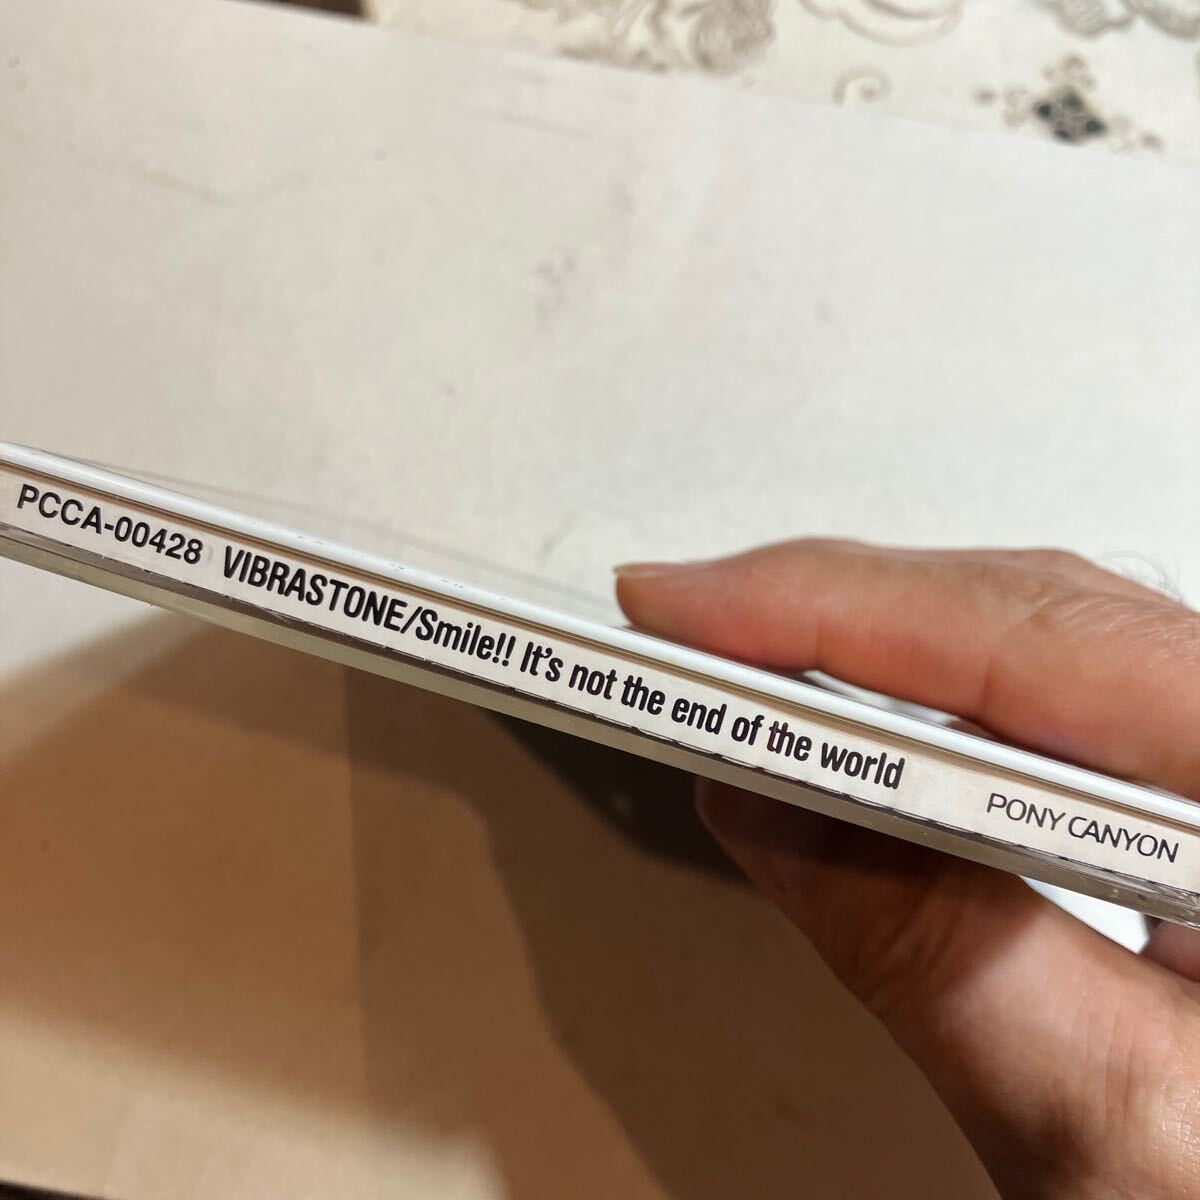 PCCA-00428 VIBRASTONE/Smile!! It's not the end of the world PONY CANYON